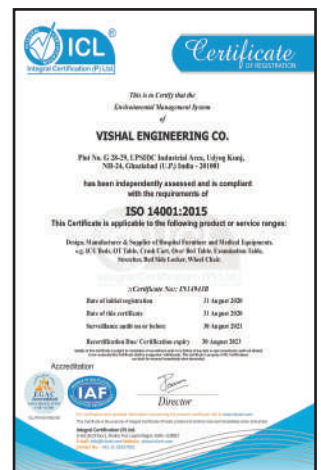 ICL
®
Integral Certification (P) Ltd.
Certificate
OF REGISTRATION
This is to Certify that the
Environmental Management System
of
VISHAL ENGINEERING CO.
Plot No. G 28-29, UPSIDC Industrial Area, Udyog Kunj,
NH-24, Ghaziabad (U.P.) India - 201001
has been independently assessed and is compliant
with the requirements of
ISO 14001:2015
This Certificate is applicable to the following product or service ranges:
Design, Manufacturer & Supplier of Hospital Furniture and Medical Equipments.
e.g. ICU Beds, OT Table, Crash Cart, Over Bed Table, Examination Table,
Stretcher, Bed Side Locker, Wheel Chair.
Date of initial registration 31 August 2020
Date of this certificate 31 August 2020
Surveillance audit on or before 30 August 2021
Recertification Due/ Certification expiry 30 August 2023
Accreditation
EGAC
IAF
Director
Integral Certification (P) Ltd.